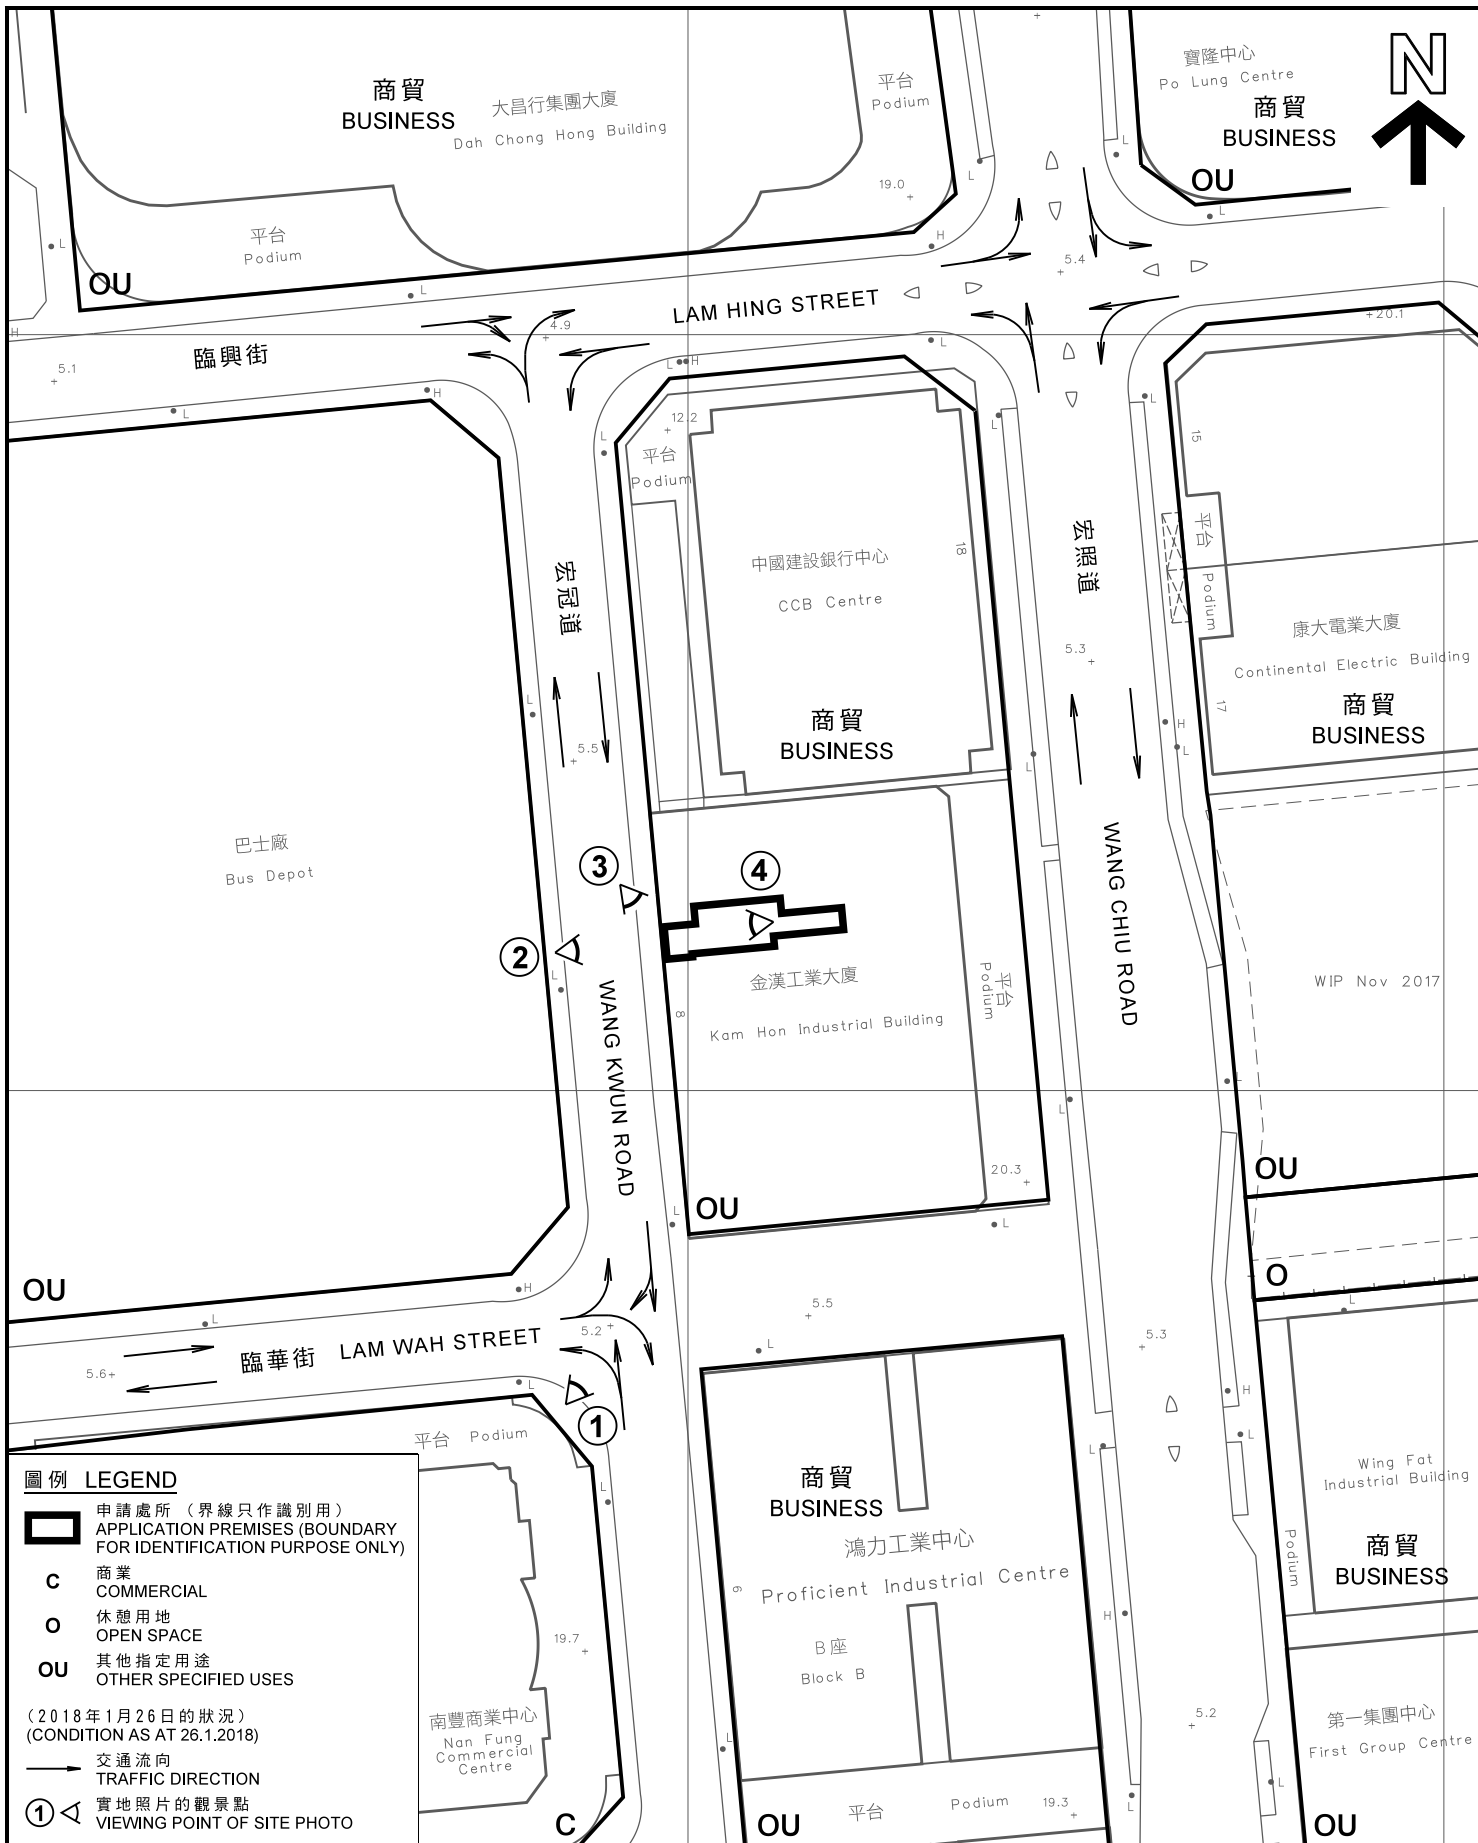 商貿
BUSINESS
大昌行集團大廈
Dah Chong Hong Building
平台
Podium
19.0
寶隆中心
Po Lung Centre
商貿
BUSINESS
N
OU
平台
Podium
OU
5.4
LAM HING STREET
臨興街
4.9
5.1
20.1
12.2
平台
Podium
15
平台
Podium
宏冠道
宏照道
中國建設銀行中心
CCB Centre
18
5.3
康大電業大廈
Continental Electric Building
17
商貿
BUSINESS
商貿
BUSINESS
5.5
巴士廠
Bus Depot
3
4
2
金漢工業大廈
Kam Hon Industrial Building
8
平台
Podium
WANG KWUN ROAD
WANG CHIU ROAD
WIP Nov 2017
20.3
OU
OU
OU
O
5.5
5.2
5.3
5.6
臨華街
LAM WAH STREET
1
平台 Podium
商貿
BUSINESS
鴻力工業中心
Proficient Industrial Centre
9
B座
Block B
Wing Fat
Industrial Building
Podium
商貿
BUSINESS
19.7
南豐商業中心
Nan Fung
Commercial
Centre
5.2
第一集團中心
First Group Centre
平台
Podium
19.3
C
OU
OU
圖例 LEGEND
申請處所（界線只作識別用）
APPLICATION PREMISES (BOUNDARY
FOR IDENTIFICATION PURPOSE ONLY)
C
商業
COMMERCIAL
O
休憩用地
OPEN SPACE
OU
其他指定用途
OTHER SPECIFIED USES
（2018年1月26日的狀況）
(CONDITION AS AT 26.1.2018)
交通流向
TRAFFIC DIRECTION
1
實地照片的觀景點
VIEWING POINT OF SITE PHOTO